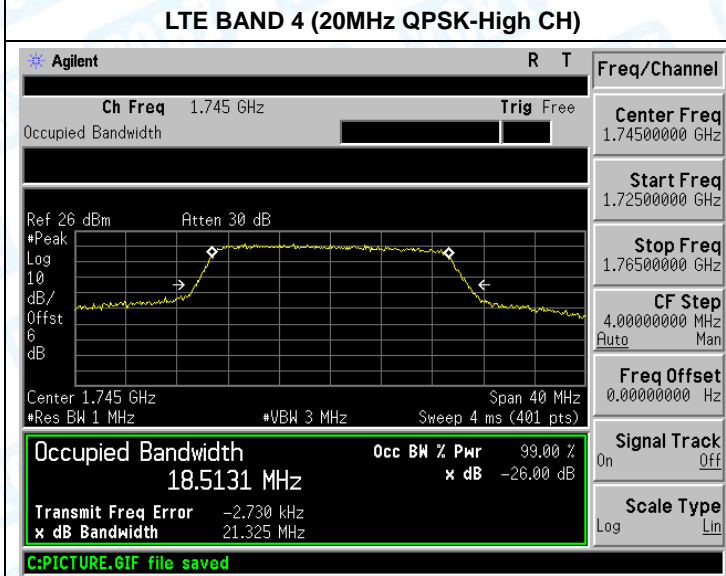 LTE BAND 4 (20MHz QPSK-High CH)
Agilent R T
Freq/Channel
Ch Freq 1.745 GHz Trig Free
Occupied Bandwidth
Center Freq
1.74500000 GHz
Start Freq
1.72500000 GHz
Stop Freq
1.76500000 GHz
CF Step
4.00000000 MHz
Auto Man
Freq Offset
0.00000000 Hz
Signal Track
On Off
Scale Type
Log Lin
Ref 26 dBm Atten 30 dB
#Peak
Log
10
dB/
Offst
6
dB
Center 1.745 GHz Span 40 MHz
#Res BW 1 MHz #VBW 3 MHz Sweep 4 ms (401 pts)
Occupied Bandwidth
18.5131 MHz
Occ BW % Pwr 99.00 %
x dB -26.00 dB
Transmit Freq Error -2.730 kHz
x dB Bandwidth 21.325 MHz
C:PICTURE.GIF file saved